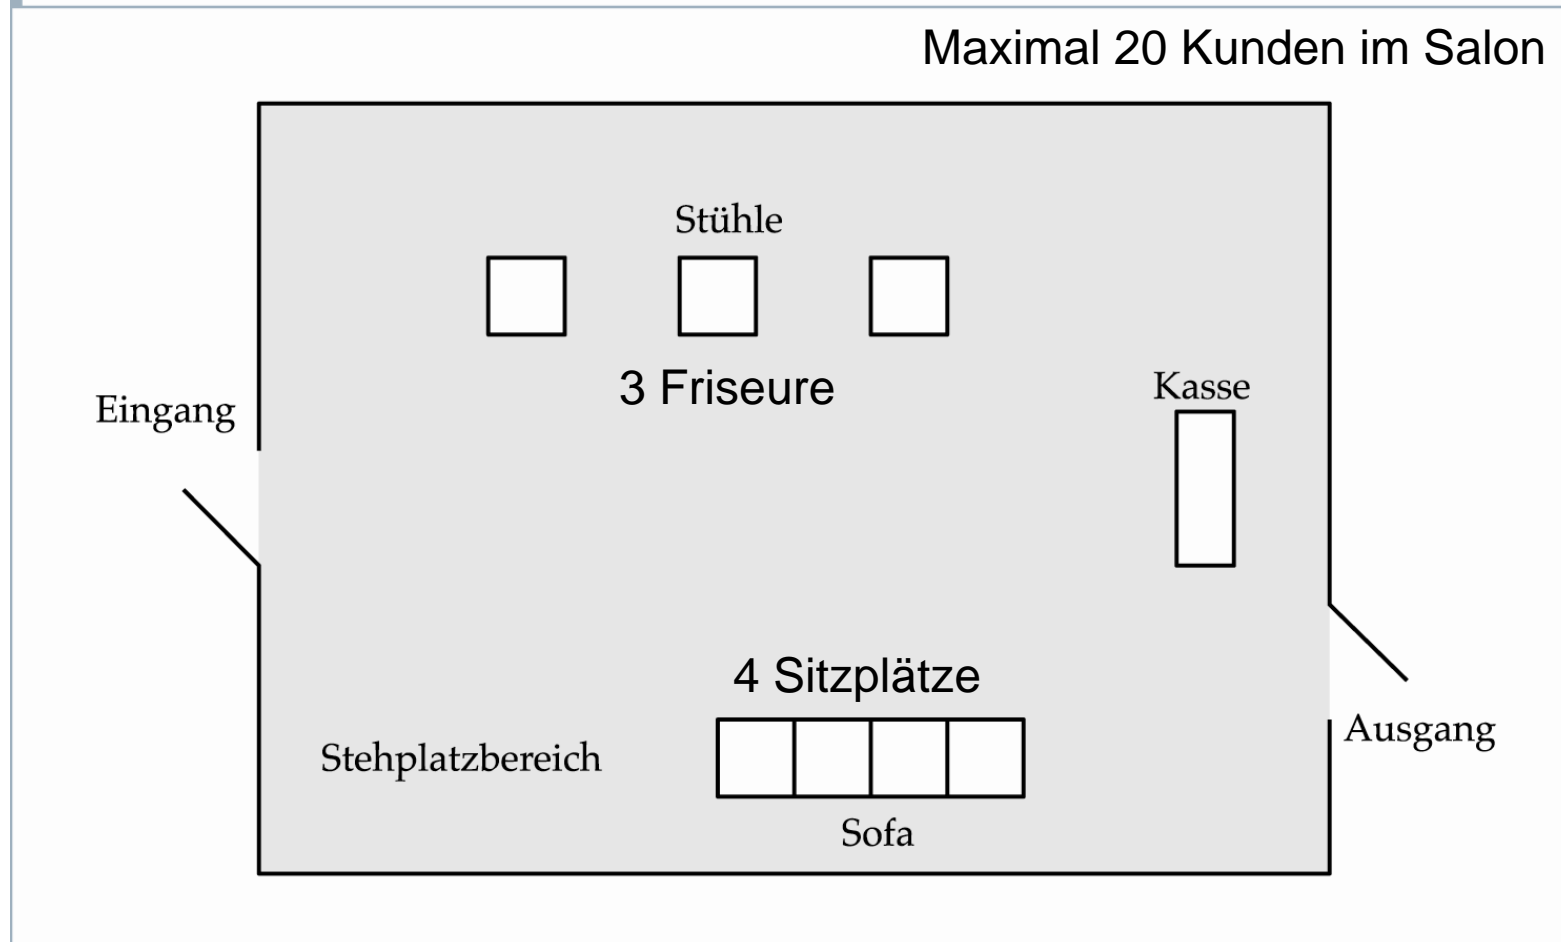 Maximal 20 Kunden im Salon
Stühle
3 Friseure
Kasse
Eingang
4 Sitzplätze
Ausgang
Stehplatzbereich
Sofa